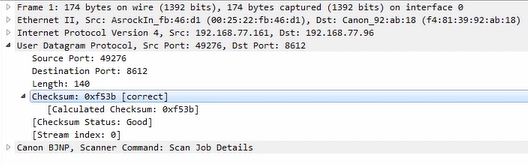 Frame 1: 174 bytes on wire (1392 bits), 174 bytes captured (1392 bits) on interface 0
Ethernet II, Src: AsrockIn_fb:46:d1 (00:25:22:fb:46:d1), Dst: Canon_92:ab:18 (f4:81:39:92:ab:18)
Internet Protocol Version 4, Src: 192.168.77.161, Dst: 192.168.77.96
User Datagram Protocol, Src Port: 49276, Dst Port: 8612
Source Port: 49276
Destination Port: 8612
Length: 140
Checksum: 0xf53b [correct]
[Calculated Checksum: 0xf53b]
[Checksum Status: Good]
[Stream index: 0]
Canon BJNP, Scanner Command: Scan Job Details